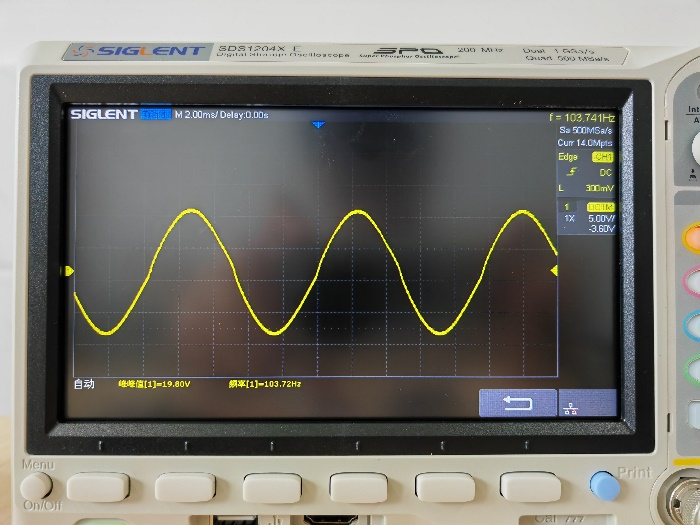 SIGLENT SDS1204X-E SPO 200 MHz Dual 1 GSa/s
Digital Storage Oscilloscope Super Phosphor Oscilloscope Quad 500 MSa/s
SIGLENT M 2.00ms/ Delay:0.00s f = 103.741Hz
Sa 500MSa/s
Curr 14.0Mpts
Edge CH1
DC
L 300mV
1 DC1M
1X 5.00V/
-3.60V
自动 峰峰值[1]=19.60V 频率[1]=103.72Hz
Menu
On/Off
Print
Cal